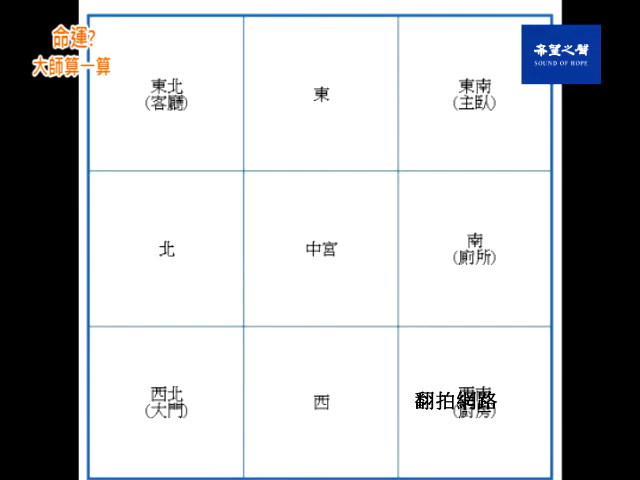 命運?
大師算一算
希望之聲
SOUND OF HOPE
東北
(客廳)
東
東南
(主臥)
北
中宮
南
(廁所)
西北
(大門)
西
西南
(廚房)
翻拍網路